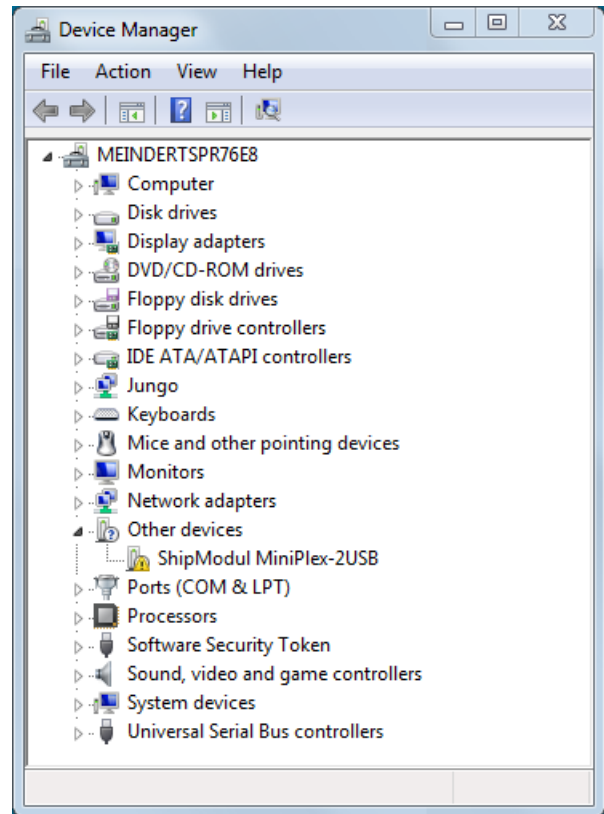 Device Manager
File Action View Help
MEINDERTSPR76E8
Computer
Disk drives
Display adapters
DVD/CD-ROM drives
Floppy disk drives
Floppy drive controllers
IDE ATA/ATAPI controllers
Jungo
Keyboards
Mice and other pointing devices
Monitors
Network adapters
Other devices
ShipModul MiniPlex-2USB
Ports (COM & LPT)
Processors
Software Security Token
Sound, video and game controllers
System devices
Universal Serial Bus controllers